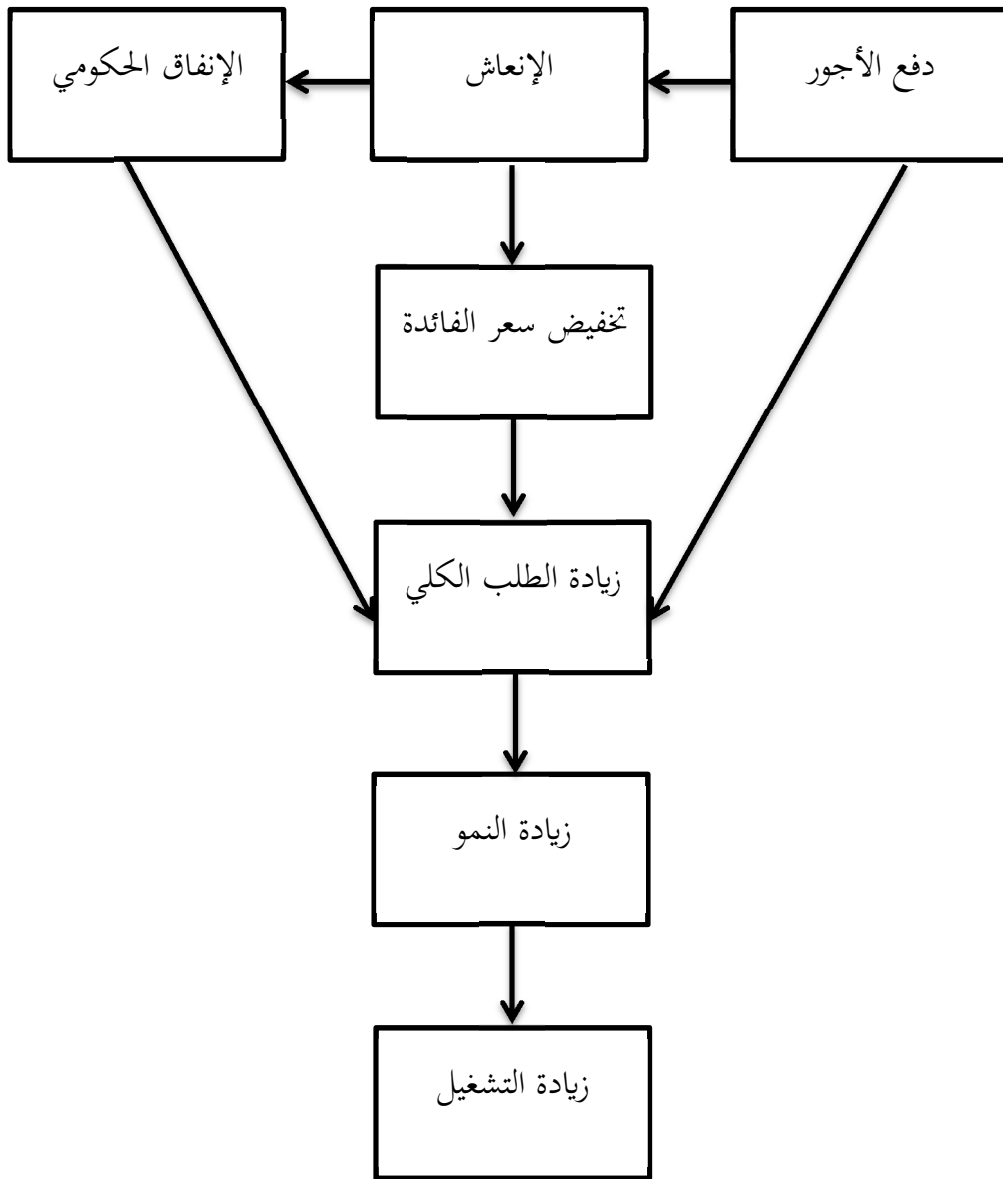 دفع الأجور
الإنعاش
الإنفاق الحكومي
تخفيض سعر الفائدة
زيادة الطلب الكلي
زيادة النمو
زيادة التشغيل